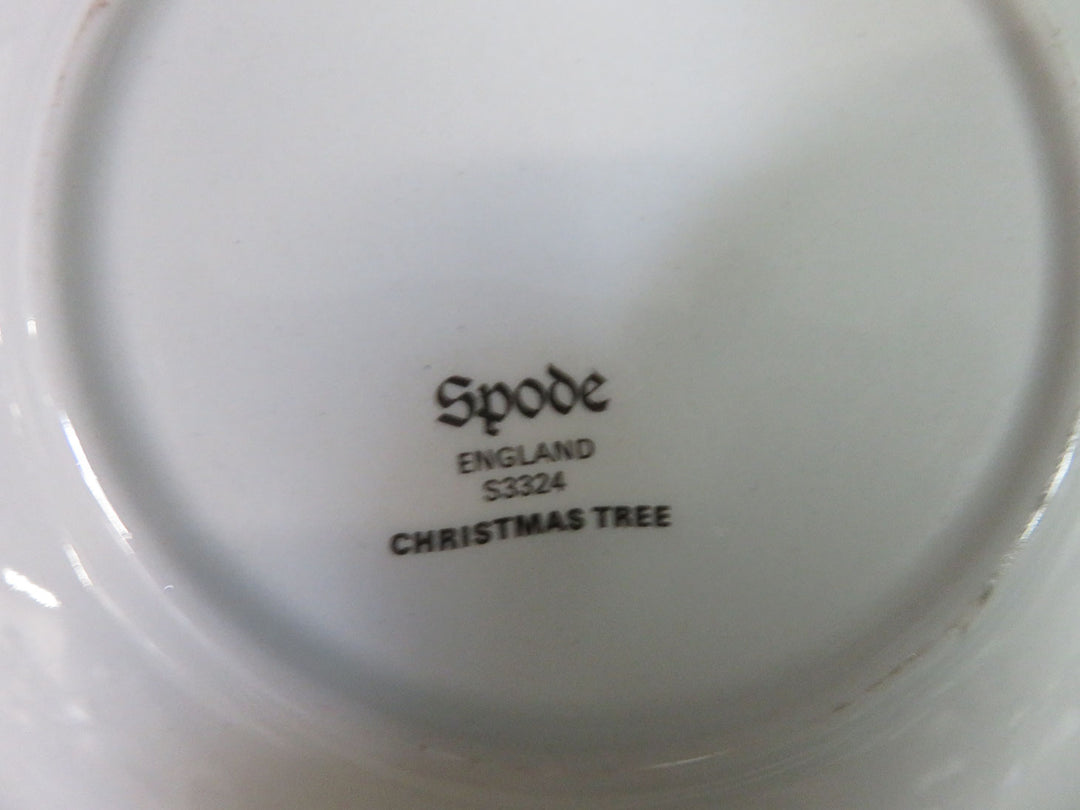 Spode
ENGLAND
S3324
CHRISTMAS TREE